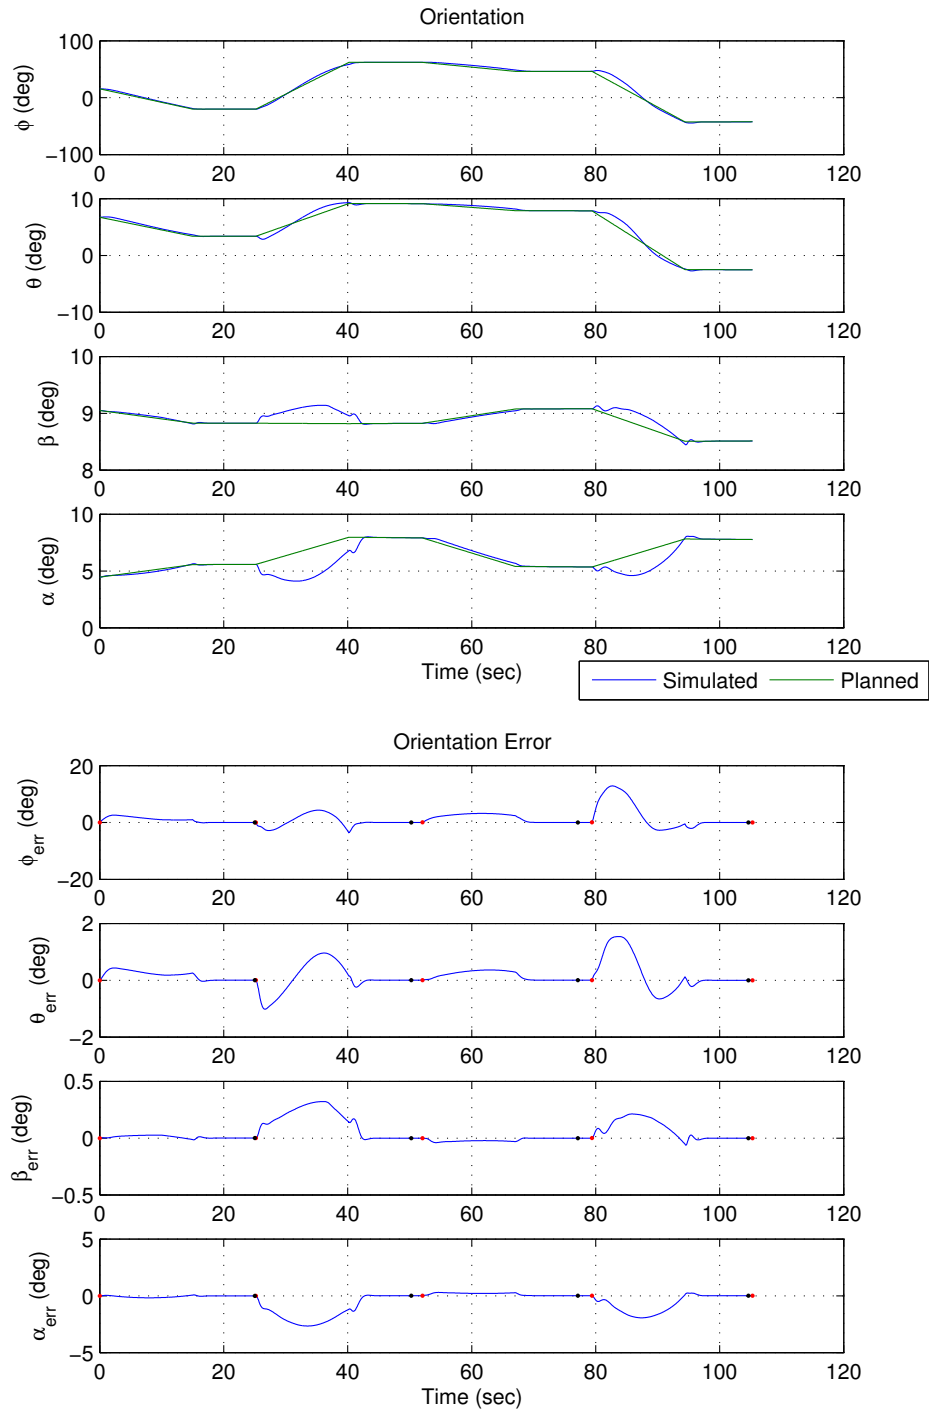 Orientation
100
0
−100
ϕ (deg)
0 20 40 60 80 100 120
10
0
−10
θ (deg)
0 20 40 60 80 100 120
10
9
8
β (deg)
0 20 40 60 80 100 120
10
5
0
α (deg)
0 20 40 60 80 100 120
Time (sec)
Simulated Planned
Orientation Error
20
0
−20
ϕerr (deg)
0 20 40 60 80 100 120
2
0
−2
θerr (deg)
0 20 40 60 80 100 120
0.5
0
−0.5
βerr (deg)
0 20 40 60 80 100 120
5
0
−5
αerr (deg)
0 20 40 60 80 100 120
Time (sec)